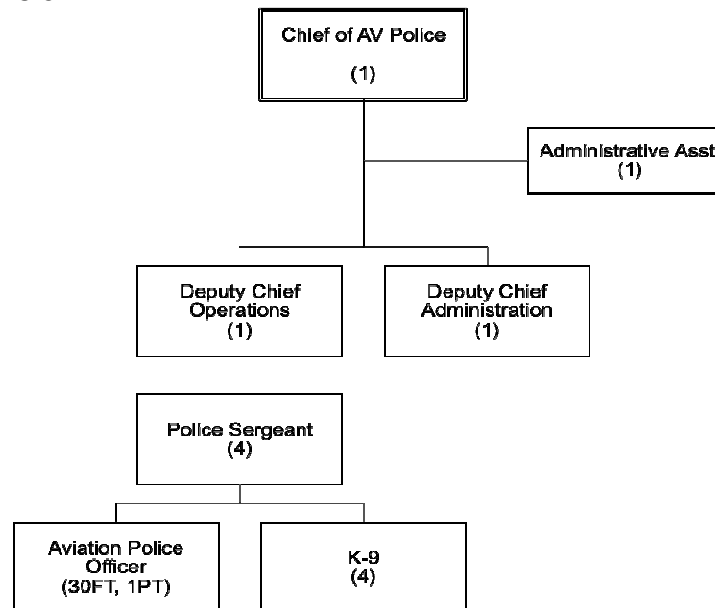 Chief of AV Police
(1)
Administrative Asst
(1)
Deputy Chief
Operations
(1)
Deputy Chief
Administration
(1)
Police Sergeant
(4)
Aviation Police
Officer
(30FT, 1PT)
K-9
(4)